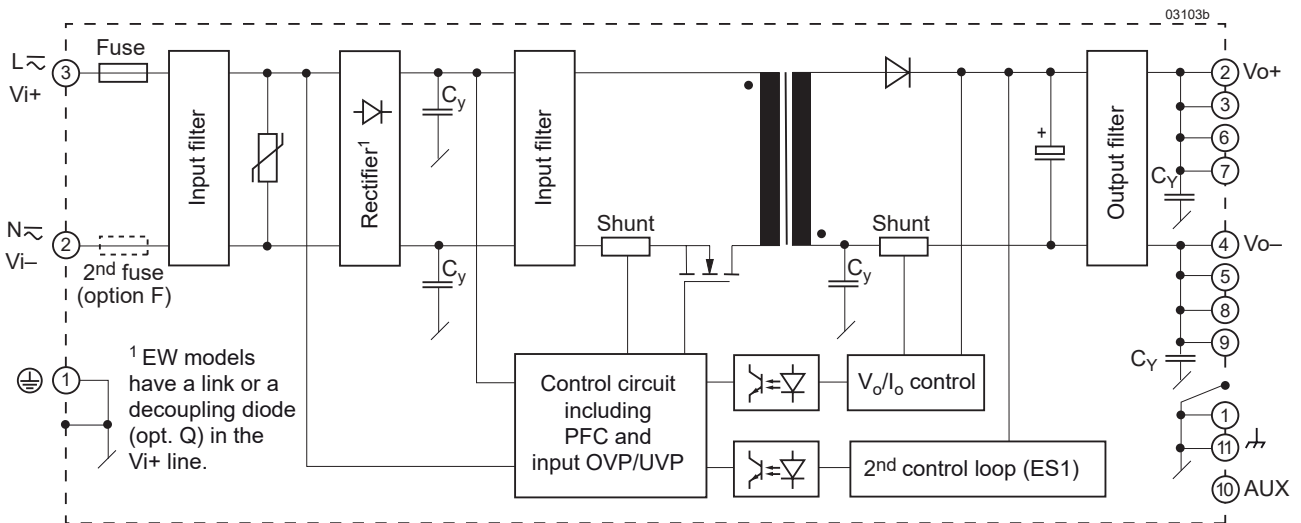 03103b
Fuse
L
3
Vi+
Input filter
Rectifier¹
Cy
Input filter
+
Output filter
2 Vo+
3
6
7
CY
N
2
Vi–
2nd fuse
(option F)
Cy
Shunt
Cy
Shunt
4 Vo–
5
8
9
CY
1
¹ EW models
have a link or a
decoupling diode
(opt. Q) in the
Vi+ line.
Control circuit
including
PFC and
input OVP/UVP
Vo/Io control
2nd control loop (ES1)
1
11
10 AUX